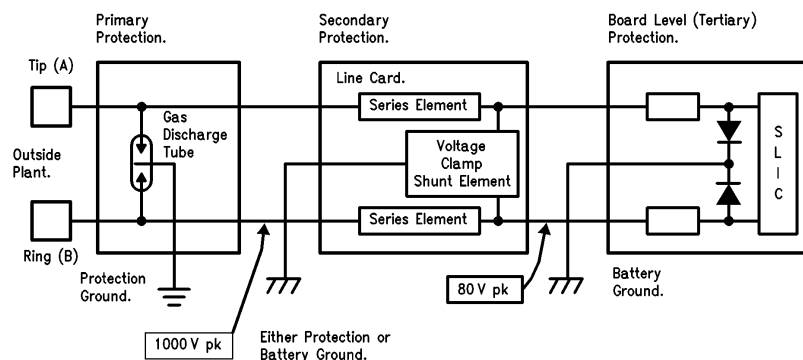 Primary
Protection.
Secondary
Protection.
Board Level (Tertiary)
Protection.
Tip (A)
Line Card.
Series Element
Gas
Discharge
Tube
Outside
Plant.
Voltage
Clamp
Shunt Element
S
L
I
C
Series Element
Ring (B)
Protection
Ground.
80 V pk
Battery
Ground.
1000 V pk
Either Protection or
Battery Ground.